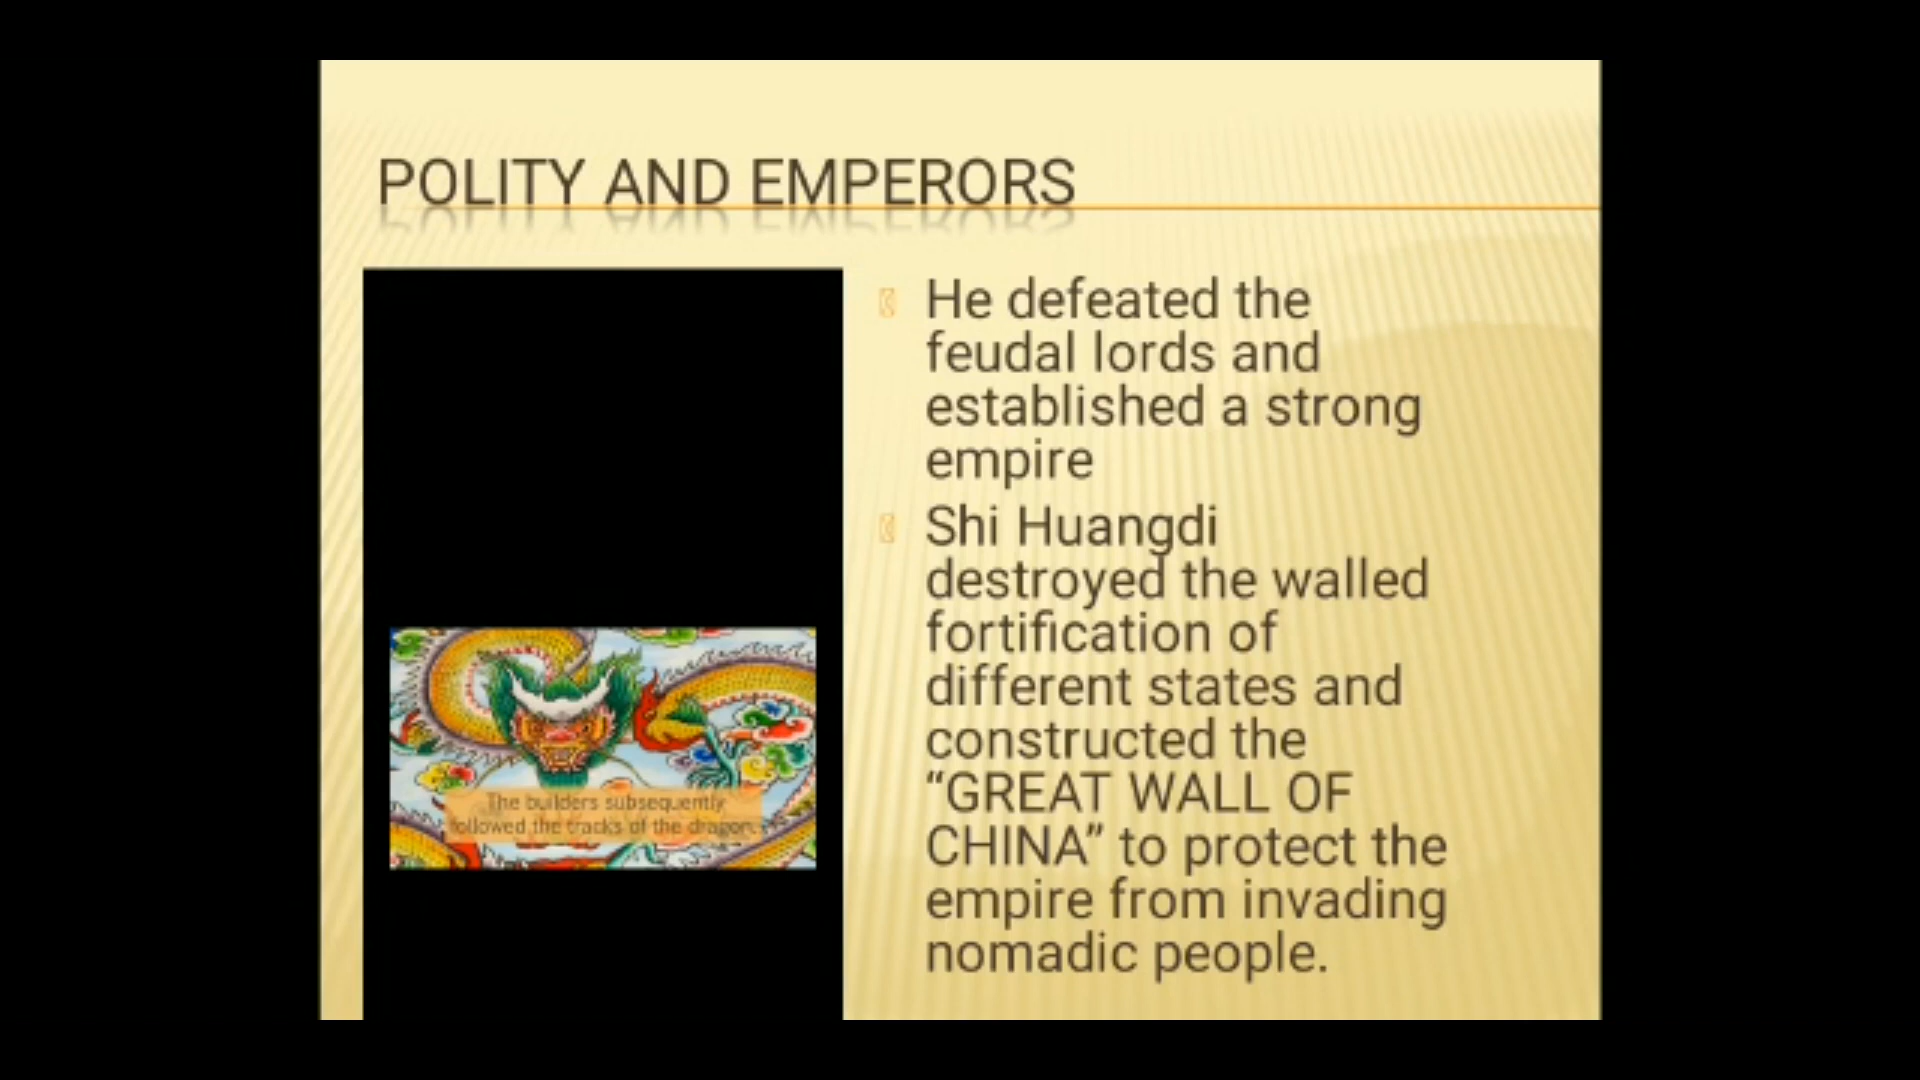 POLITY AND EMPERORS
He defeated the
feudal lords and
established a strong
empire
Shi Huangdi
destroyed the walled
fortification of
different states and
constructed the
“GREAT WALL OF
CHINA” to protect the
empire from invading
nomadic people.
The builders subsequently
followed the tracks of the dragon.